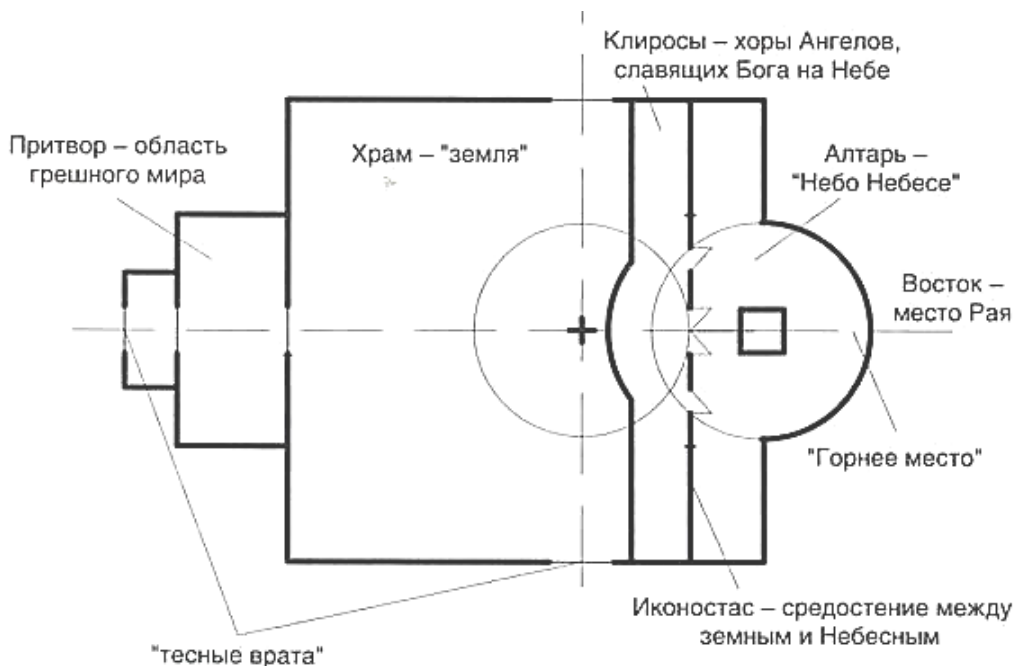 Клиросы – хоры Ангелов,
славящих Бога на Небе
Притвор – область
грешного мира
Храм – "земля"
Алтарь –
"Небо Небесе"
Восток –
место Рая
"Горнее место"
Иконостас – средостение между
земным и Небесным
"тесные врата"